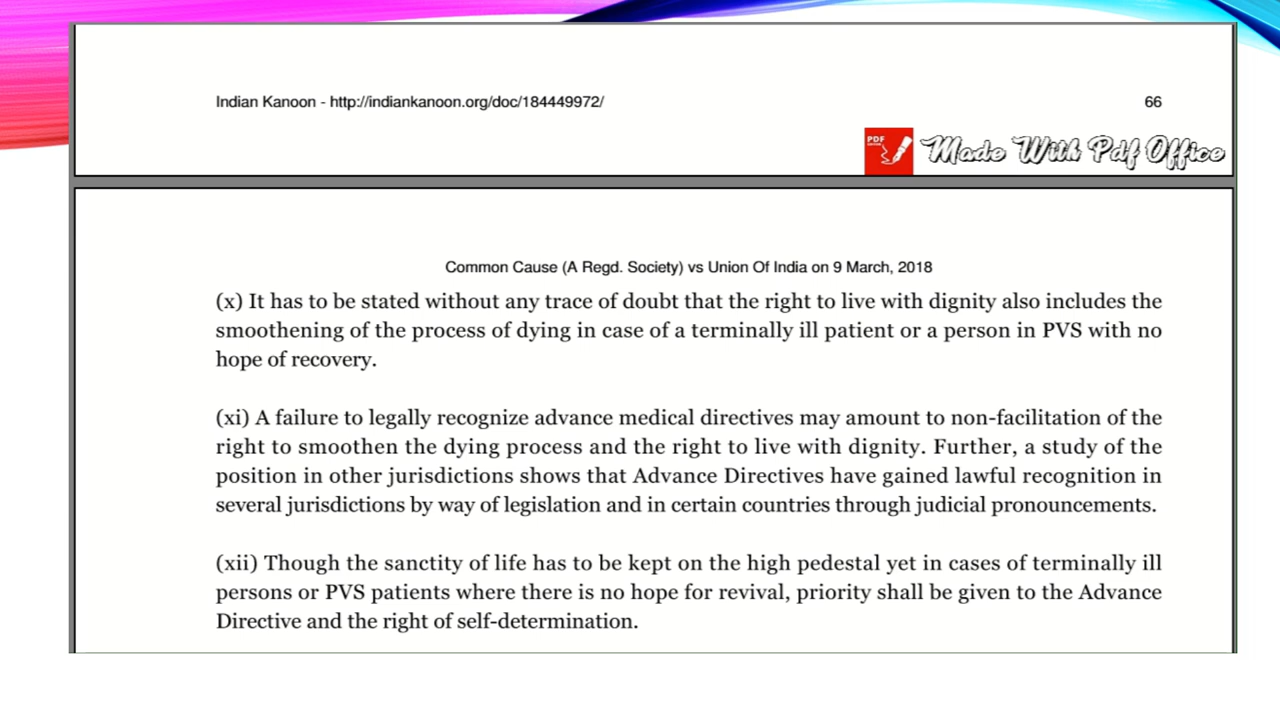 Indian Kanoon - http://indiankanoon.org/doc/184449972/ 66
PDF
Made With Pdf Office
Common Cause (A Regd. Society) vs Union Of India on 9 March, 2018
(x) It has to be stated without any trace of doubt that the right to live with dignity also includes the
smoothening of the process of dying in case of a terminally ill patient or a person in PVS with no
hope of recovery.
(xi) A failure to legally recognize advance medical directives may amount to non-facilitation of the
right to smoothen the dying process and the right to live with dignity. Further, a study of the
position in other jurisdictions shows that Advance Directives have gained lawful recognition in
several jurisdictions by way of legislation and in certain countries through judicial pronouncements.
(xii) Though the sanctity of life has to be kept on the high pedestal yet in cases of terminally ill
persons or PVS patients where there is no hope for revival, priority shall be given to the Advance
Directive and the right of self-determination.